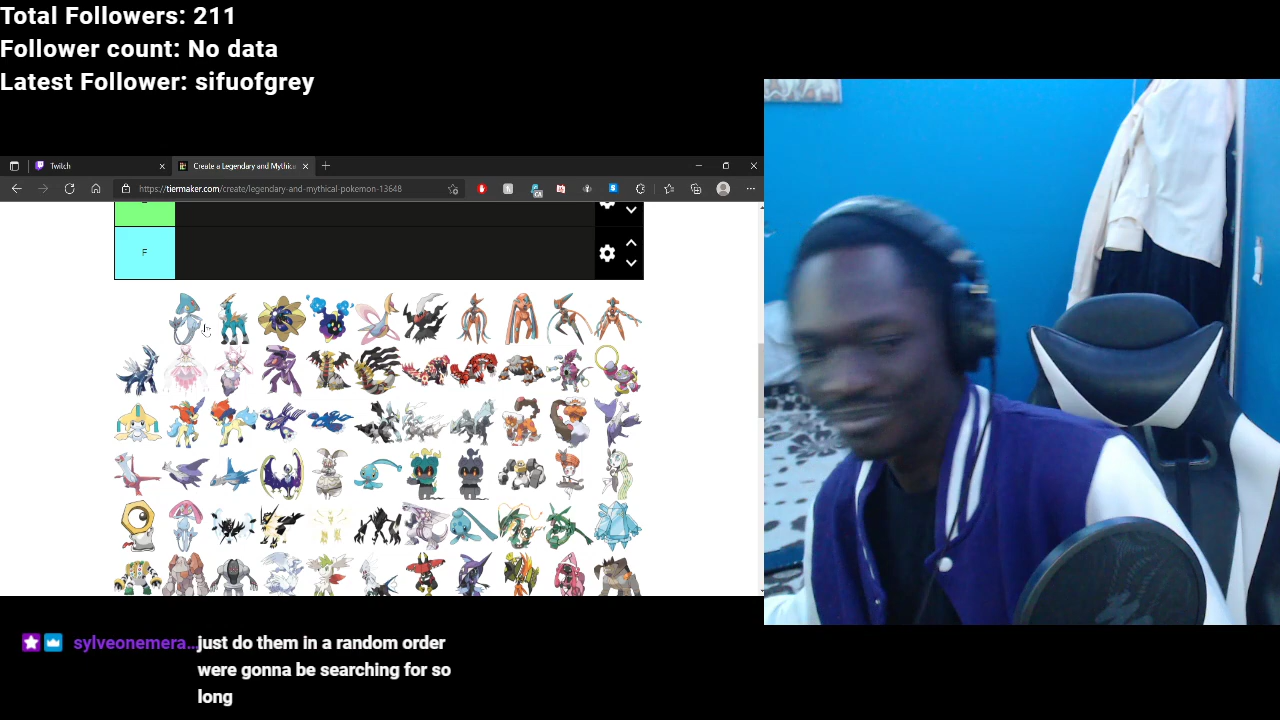 Total Followers: 211
Follower count: No data
Latest Follower: sifuofgrey
Twitch
Create a Legendary and Mythic
https://tiermaker.com/create/legendary-and-mythical-pokemon-13648
F
sylveonemera...just do them in a random order
were gonna be searching for so
long